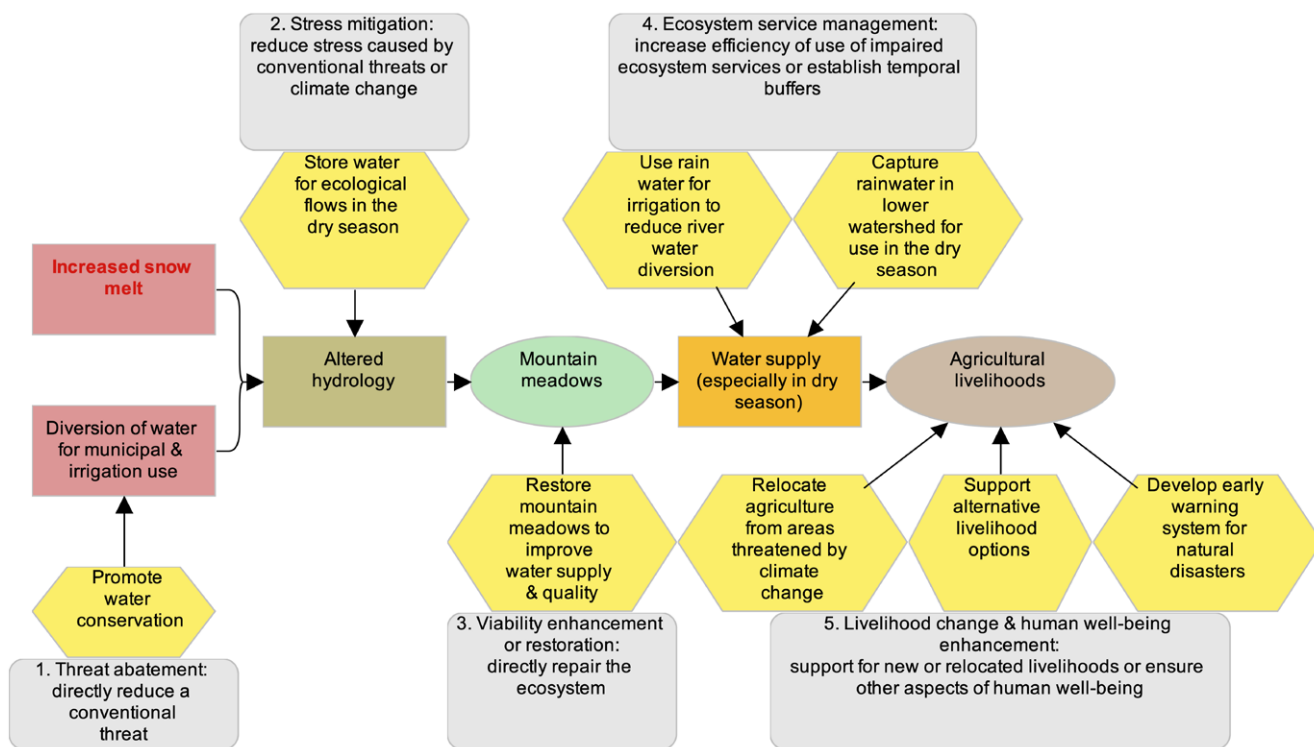 2. Stress mitigation:
reduce stress caused by
conventional threats or
climate change
4. Ecosystem service management:
increase efficiency of use of impaired
ecosystem services or establish temporal
buffers
Store water
for ecological
flows in the
dry season
Use rain
water for
irrigation to
reduce river
water
diversion
Capture
rainwater in
lower
watershed for
use in the dry
season
Increased snow
melt
Altered
hydrology
Mountain
meadows
Water supply
(especially in dry
season)
Agricultural
livelihoods
Diversion of water
for municipal &
irrigation use
Promote
water
conservation
Restore
mountain
meadows to
improve
water supply
& quality
Relocate
agriculture
from areas
threatened by
climate
change
Support
alternative
livelihood
options
Develop early
warning
system for
natural
disasters
1. Threat abatement:
directly reduce a
conventional
threat
3. Viability enhancement
or restoration:
directly repair the
ecosystem
5. Livelihood change & human well-being
enhancement:
support for new or relocated livelihoods or ensure
other aspects of human well-being